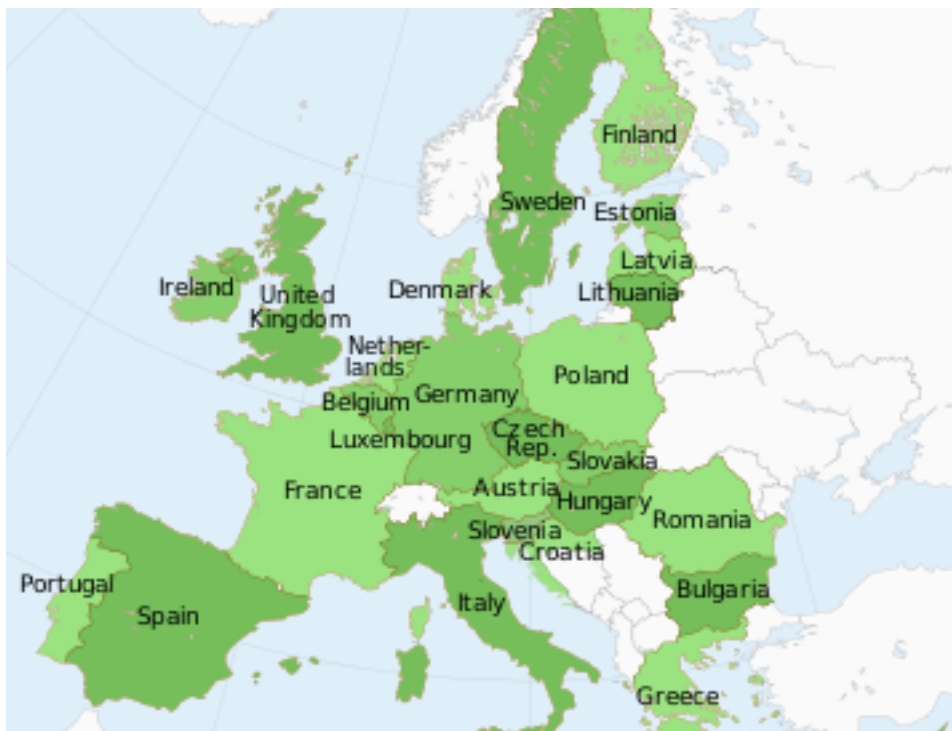 Finland
Sweden
Estonia
Latvia
Ireland
Denmark
Lithuania
United
Kingdom
Nether-
lands
Poland
Germany
Belgium
Czech
Rep.
Luxembourg
Slovakia
France
Austria
Hungary
Romania
Slovenia
Croatia
Portugal
Bulgaria
Spain
Italy
Greece